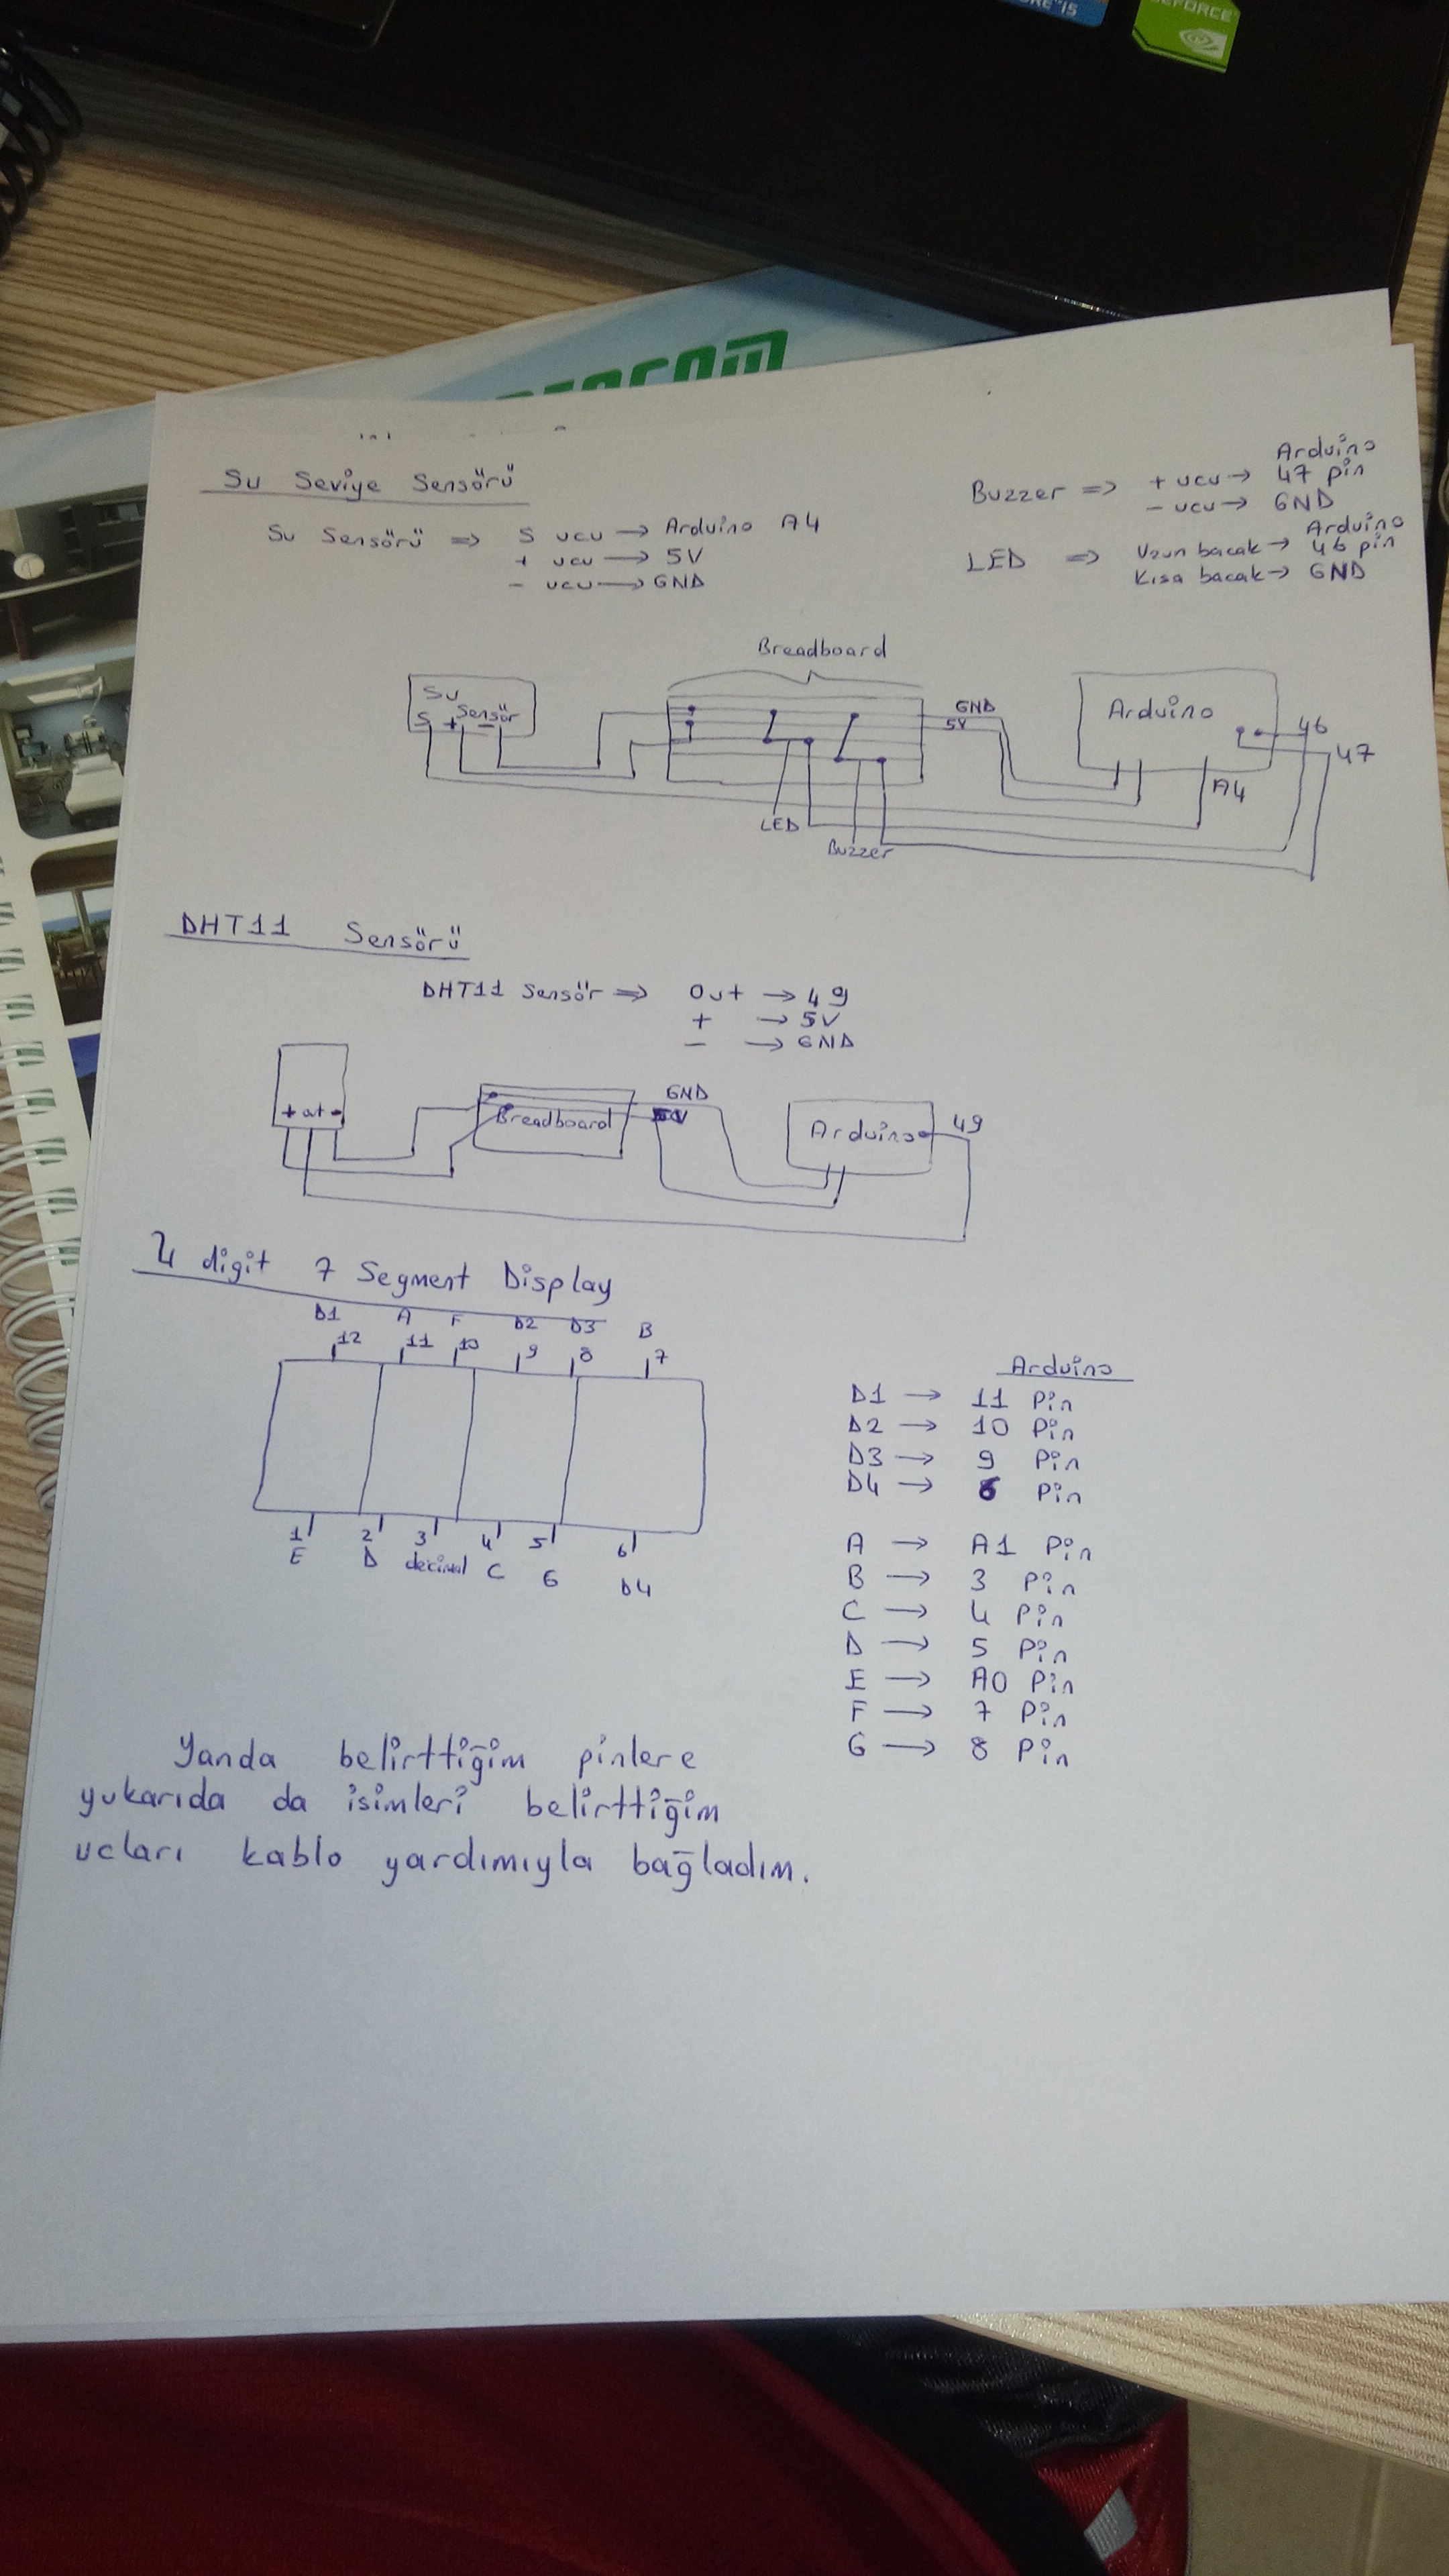 CORE i5
GEFORCE
Su Seviye Sensörü
Su Sensörü => S ucu → Arduino A4
+ ucu → 5V
- ucu → GND
Arduino
Buzzer => + ucu → 47 pin
- ucu → GND
Arduino
LED => Uzun bacak → 46 pin
Kısa bacak → GND
Breadboard
Su
Sensör
S + -
GND
5V
Arduino
46
47
A4
LED
Buzzer
DHT11 Sensörü
DHT11 Sensör => Out → 49
+ → 5V
- → GND
+ out -
Breadboard
GND
5V
Arduino
49
4 digit 7 Segment Display
D1 A F D2 D3 B
12 11 10 9 8 7
1 2 3 4 5 6
E D decimal C G D4
Arduino
D1 → 11 Pin
D2 → 10 Pin
D3 → 9 Pin
D4 → 6 Pin
A → A1 Pin
B → 3 Pin
C → 4 Pin
D → 5 Pin
E → A0 Pin
F → 7 Pin
G → 8 Pin
Yanda belirttiğim pinlere
yukarıda da isimleri belirttiğim
ucları kablo yardımıyla bağladım.